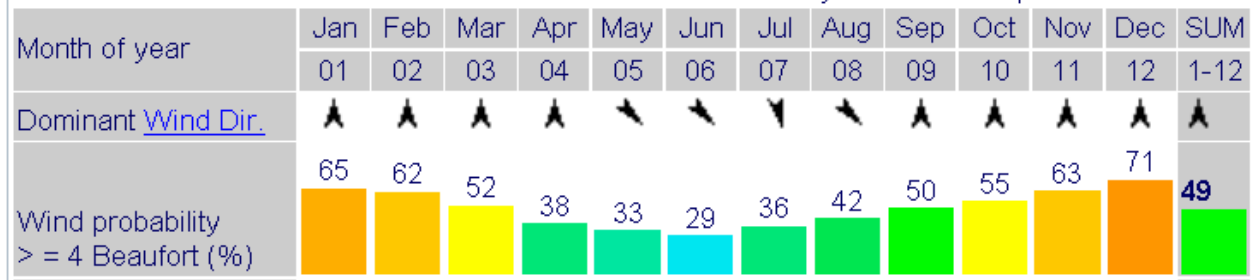 Month of year
Jan Feb Mar Apr May Jun Jul Aug Sep Oct Nov Dec SUM
01 02 03 04 05 06 07 08 09 10 11 12 1-12
Dominant Wind Dir.
65 62 52 38 33 29 36 42 50 55 63 71 49
Wind probability
> = 4 Beaufort (%)